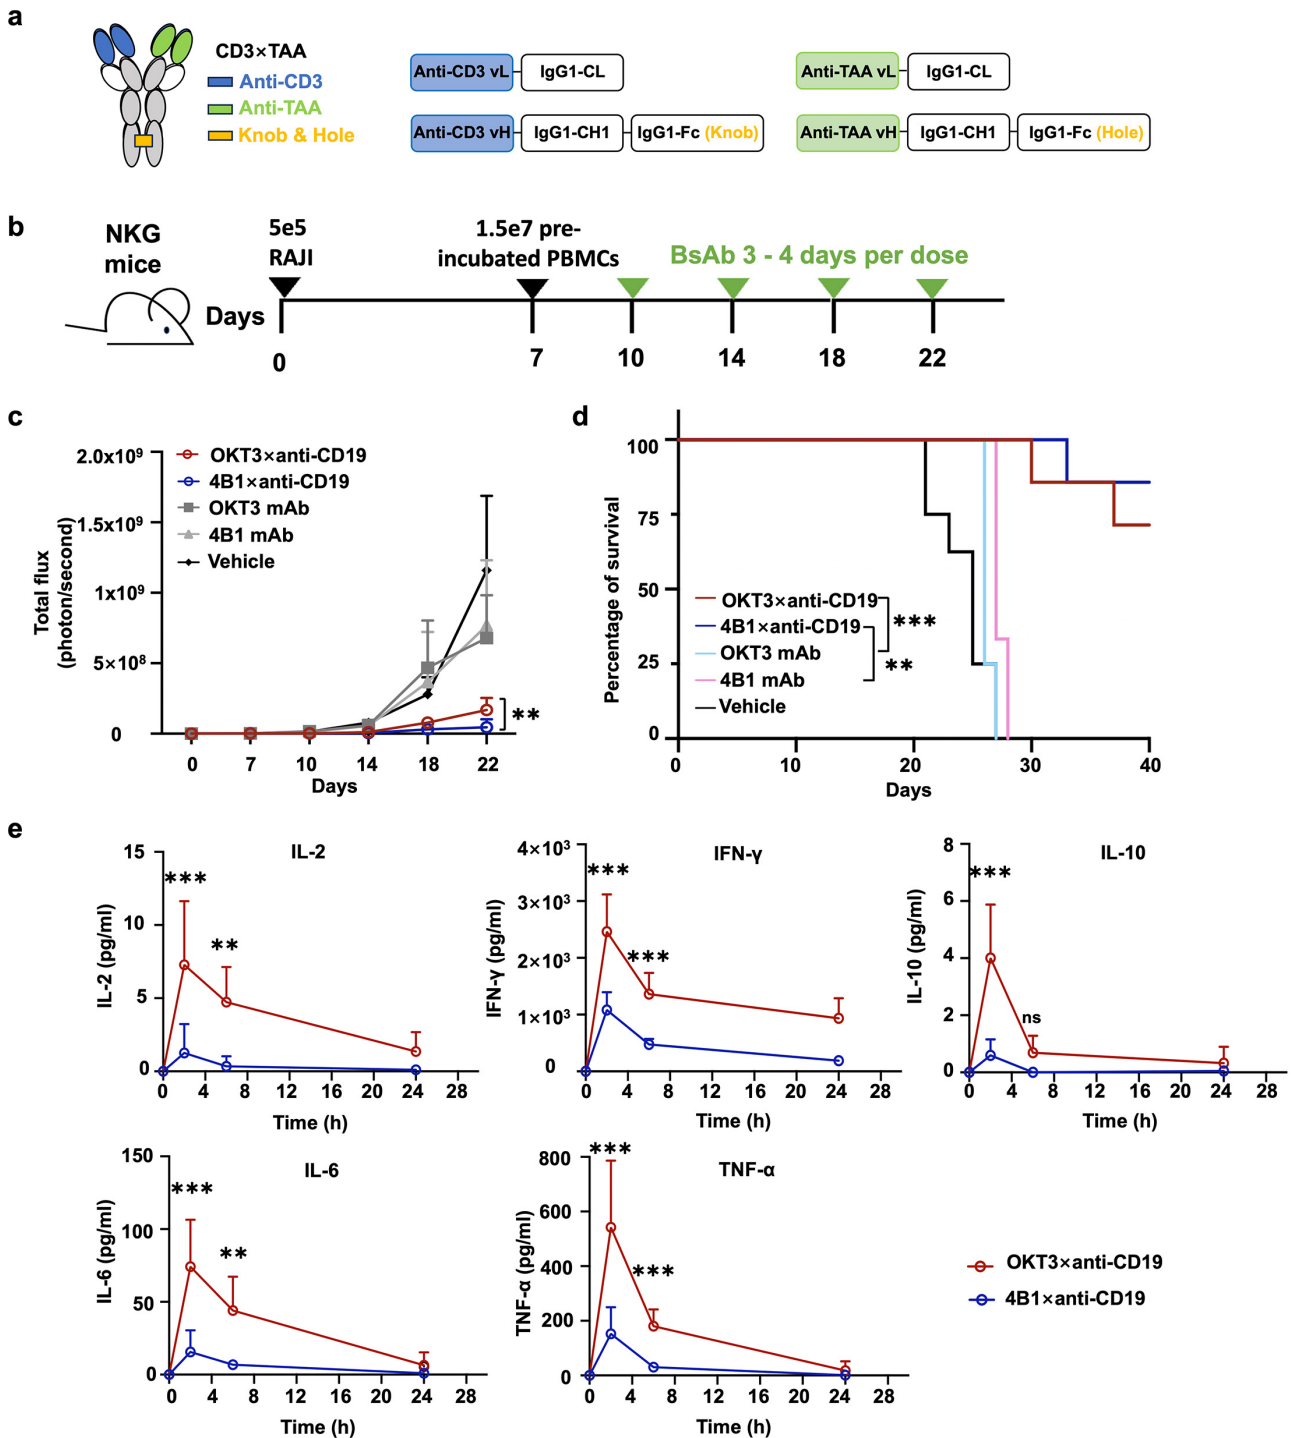 a
CD3×TAA
Anti-CD3
Anti-TAA
Knob & Hole
Anti-CD3 vL
IgG1-CL
Anti-CD3 vH
IgG1-CH1
IgG1-Fc (Knob)
Anti-TAA vL
IgG1-CL
Anti-TAA vH
IgG1-CH1
IgG1-Fc (Hole)
b
NKG
mice
5e5
RAJI
1.5e7 pre-
incubated PBMCs
BsAb 3 - 4 days per dose
Days
0
7
10
14
18
22
c
2.0x10⁹
1.5x10⁹
1x10⁹
5×10⁸
0
Total flux
(photon/second)
OKT3×anti-CD19
4B1×anti-CD19
OKT3 mAb
4B1 mAb
Vehicle
**
0 7 10 14 18 22
Days
d
100
75
50
25
0
Percentage of survival
OKT3×anti-CD19
4B1×anti-CD19
OKT3 mAb
4B1 mAb
Vehicle
***
**
0 10 20 30 40
Days
e
IL-2
15
10
5
0
IL-2 (pg/ml)
***
**
0 4 8 12 16 20 24 28
Time (h)
IFN-γ
4×10³
3×10³
2×10³
1×10³
0
IFN-γ (pg/ml)
***
***
0 4 8 12 16 20 24 28
Time (h)
IL-10
8
6
4
2
0
IL-10 (pg/ml)
***
ns
0 4 8 12 16 20 24 28
Time (h)
IL-6
150
100
50
0
IL-6 (pg/ml)
***
**
0 4 8 12 16 20 24 28
Time (h)
TNF-α
800
600
400
200
0
TNF-α (pg/ml)
***
***
0 4 8 12 16 20 24 28
Time (h)
OKT3×anti-CD19
4B1×anti-CD19